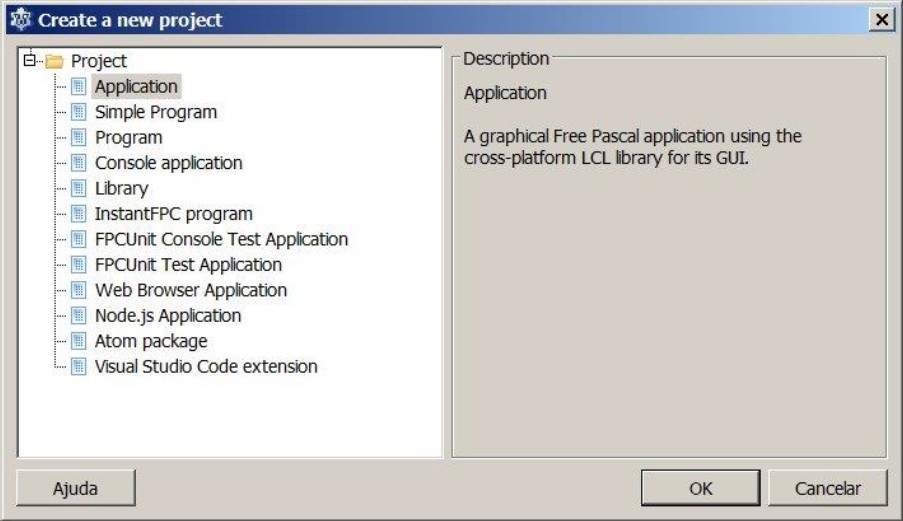 Create a new project
Project
Application
Simple Program
Program
Console application
Library
InstantFPC program
FPCUnit Console Test Application
FPCUnit Test Application
Web Browser Application
Node.js Application
Atom package
Visual Studio Code extension
Description
Application
A graphical Free Pascal application using the
cross-platform LCL library for its GUI.
Ajuda
OK
Cancelar